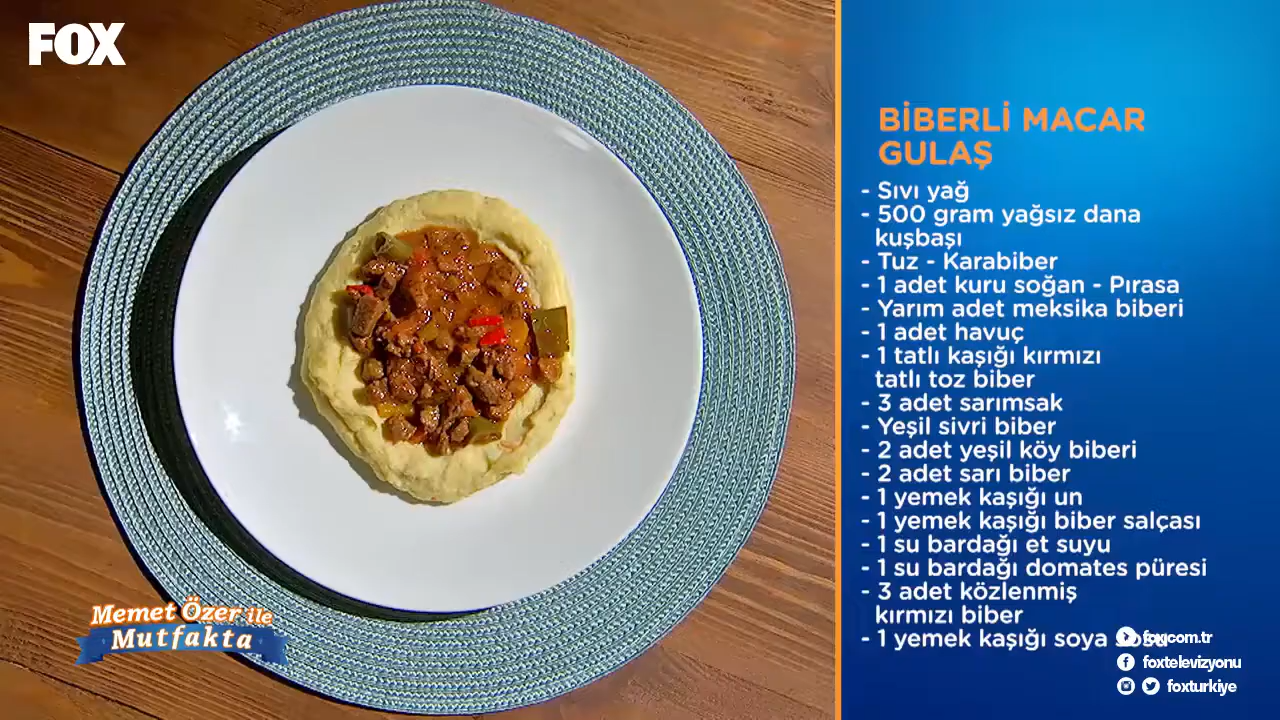 FOX
BİBERLİ MACAR
GULAŞ
- Sıvı yağ
- 500 gram yağsız dana
kuşbaşı
- Tuz - Karabiber
- 1 adet kuru soğan - Pırasa
- Yarım adet meksika biberi
- 1 adet havuç
- 1 tatlı kaşığı kırmızı
tatlı toz biber
- 3 adet sarımsak
- Yeşil sivri biber
- 2 adet yeşil köy biberi
- 2 adet sarı biber
- 1 yemek kaşığı un
- 1 yemek kaşığı biber salçası
- 1 su bardağı et suyu
- 1 su bardağı domates püresi
- 3 adet közlenmiş
kırmızı biber
- 1 yemek kaşığı soya
Memet Özer ile
Mutfakta
foxtelevizyonu
foxturkiye